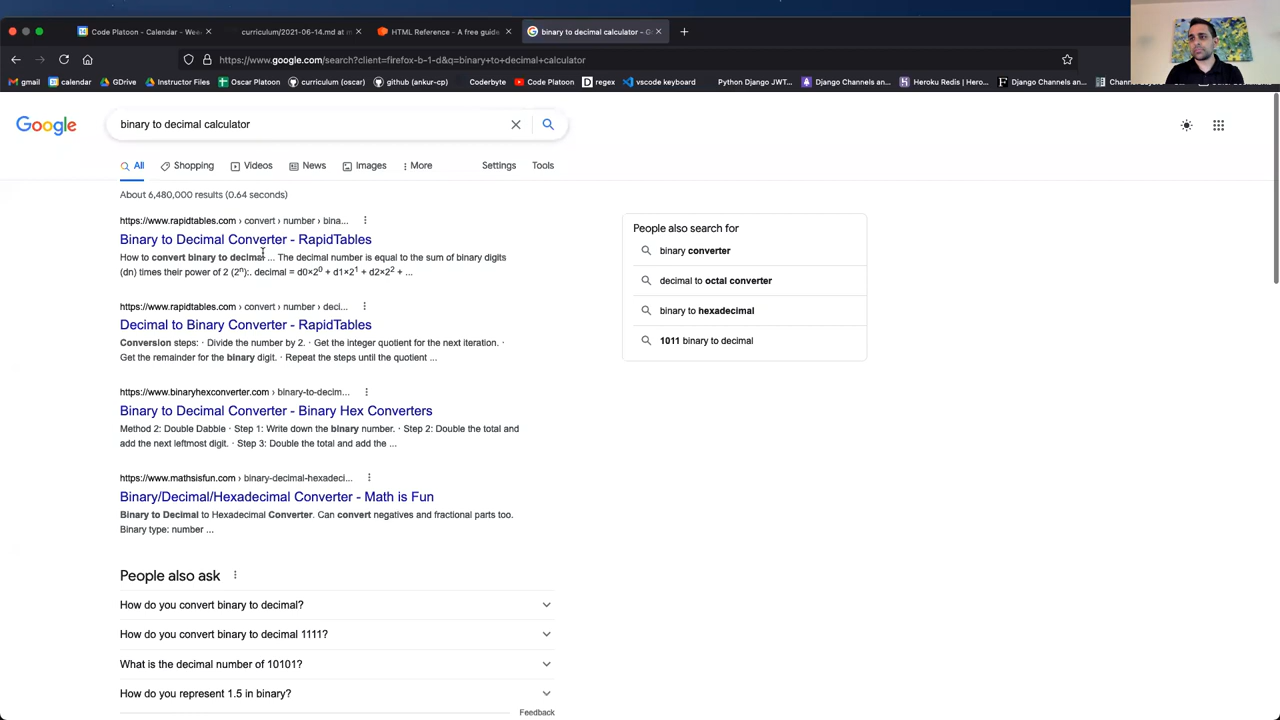 Code Platoon - Calendar - Wee
curriculum/2021-06-14.md at m
HTML Reference - A free guide
binary to decimal calculator - G
https://www.google.com/search?client=firefox-b-1-d&q=binary+to+decimal+calculator
gmail
calendar
GDrive
Instructor Files
Oscar Platoon
curriculum (oscar)
github (ankur-cp)
Coderbyte
Code Platoon
regex
vscode keyboard
Python Django JWT...
Django Channels an...
Heroku Redis | Hero...
Django Channels an...
Google
binary to decimal calculator
All
Shopping
Videos
News
Images
More
Settings
Tools
About 6,480,000 results (0.64 seconds)
https://www.rapidtables.com › convert › number › bina...
Binary to Decimal Converter - RapidTables
How to convert binary to decimal ... The decimal number is equal to the sum of binary digits
(dn) times their power of 2 (2ⁿ):. decimal = d0×2⁰ + d1×2¹ + d2×2² + ...
https://www.rapidtables.com › convert › number › deci...
Decimal to Binary Converter - RapidTables
Conversion steps: · Divide the number by 2. · Get the integer quotient for the next iteration. ·
Get the remainder for the binary digit. · Repeat the steps until the quotient ...
https://www.binaryhexconverter.com › binary-to-decim...
Binary to Decimal Converter - Binary Hex Converters
Method 2: Double Dabble · Step 1: Write down the binary number. · Step 2: Double the total and
add the next leftmost digit. · Step 3: Double the total and add the ...
https://www.mathsisfun.com › binary-decimal-hexadeci...
Binary/Decimal/Hexadecimal Converter - Math is Fun
Binary to Decimal to Hexadecimal Converter. Can convert negatives and fractional parts too.
Binary type: number ...
People also ask
How do you convert binary to decimal?
How do you convert binary to decimal 1111?
What is the decimal number of 10101?
How do you represent 1.5 in binary?
Feedback
People also search for
binary converter
decimal to octal converter
binary to hexadecimal
1011 binary to decimal